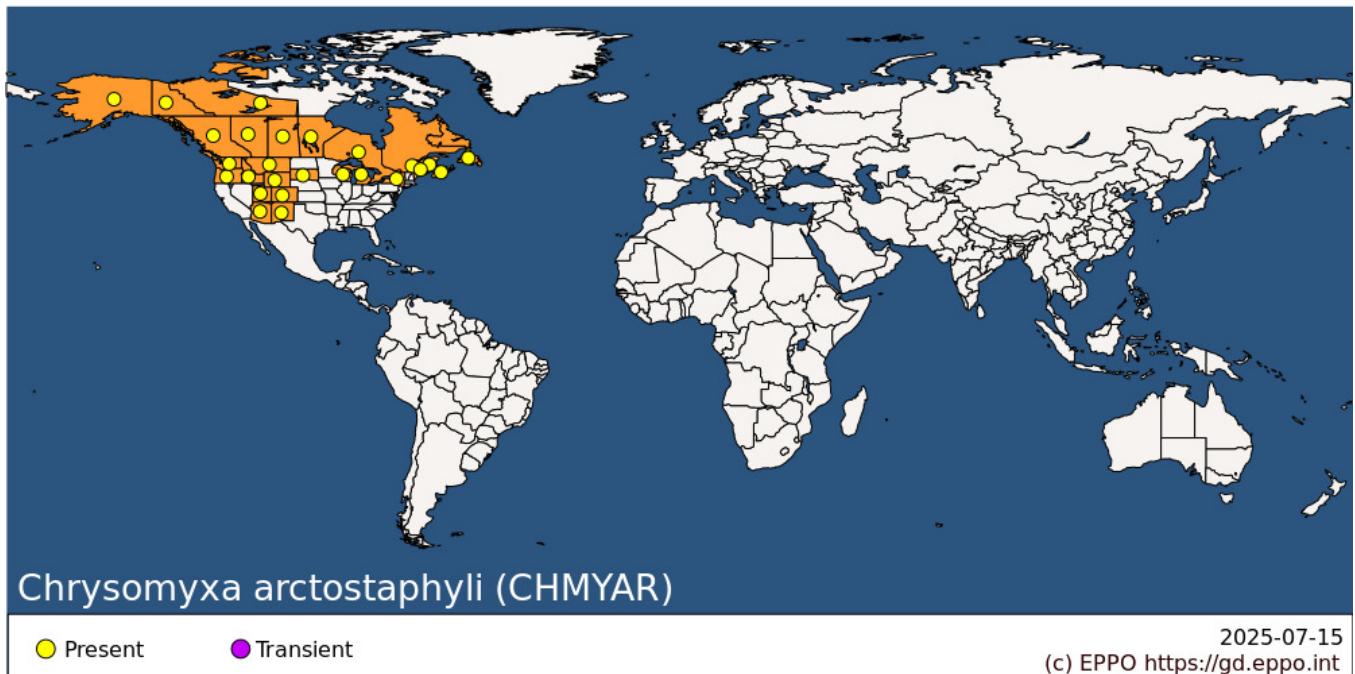 Chrysomyxa arctostaphyli (CHMYAR)
Present
Transient
2025-07-15
(c) EPPO https://gd.eppo.int